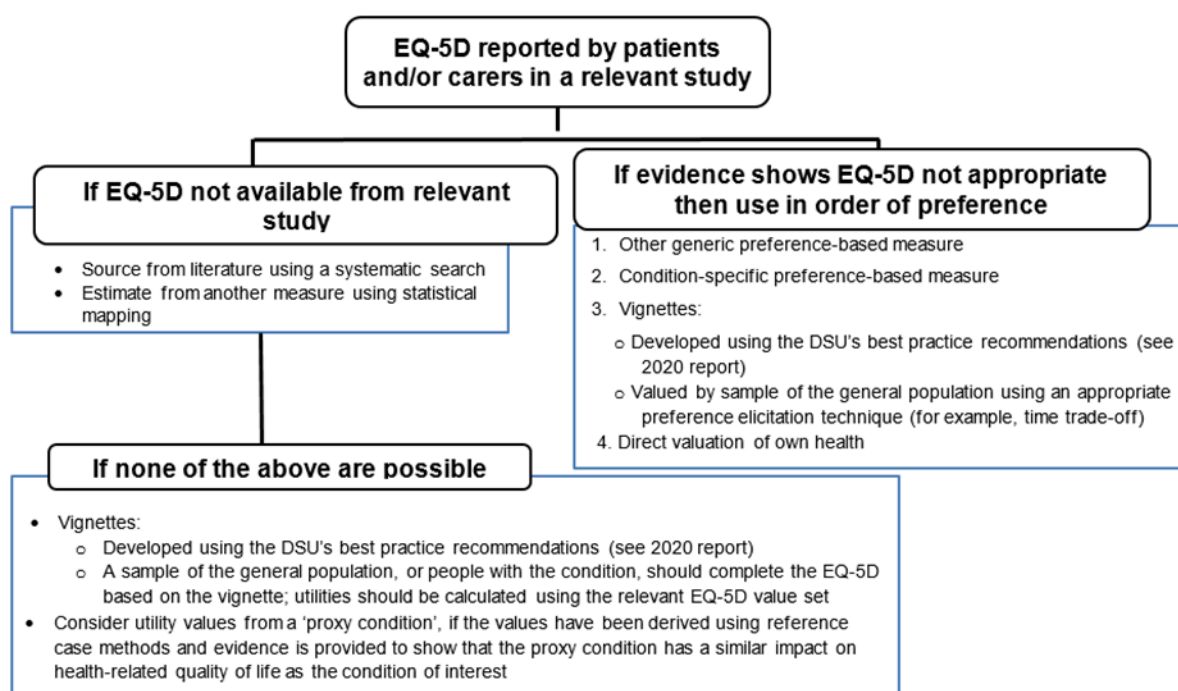 EQ-5D reported by patients
and/or carers in a relevant study
If EQ-5D not available from relevant
study
• Source from literature using a systematic search
• Estimate from another measure using statistical
mapping
If evidence shows EQ-5D not appropriate
then use in order of preference
1. Other generic preference-based measure
2. Condition-specific preference-based measure
3. Vignettes:
o Developed using the DSU's best practice recommendations (see
2020 report)
o Valued by sample of the general population using an appropriate
preference elicitation technique (for example, time trade-off)
4. Direct valuation of own health
If none of the above are possible
• Vignettes:
o Developed using the DSU's best practice recommendations (see 2020 report)
o A sample of the general population, or people with the condition, should complete the EQ-5D
based on the vignette; utilities should be calculated using the relevant EQ-5D value set
• Consider utility values from a 'proxy condition', if the values have been derived using reference
case methods and evidence is provided to show that the proxy condition has a similar impact on
health-related quality of life as the condition of interest